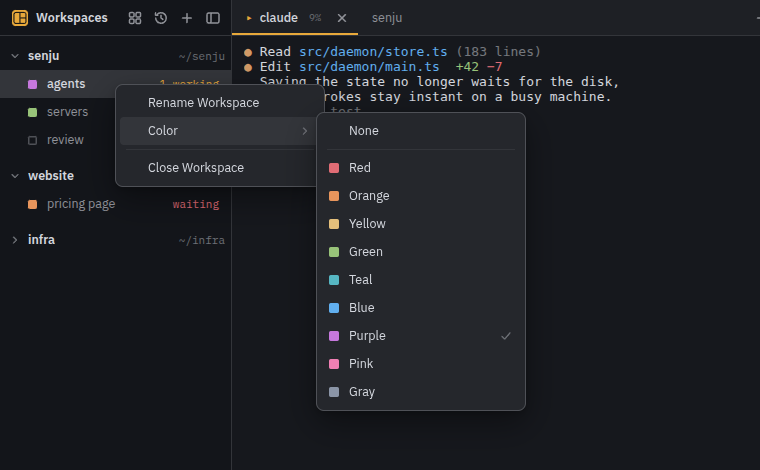 Workspaces
claude 9%
senju
senju ~/senju
agents 1 working
servers
review
website
pricing page waiting
infra ~/infra
Read src/daemon/store.ts (183 lines)
Edit src/daemon/main.ts +42 −7
Saving the state no longer waits for the disk,
rokes stay instant on a busy machine.
test
Rename Workspace
Color
Close Workspace
None
Red
Orange
Yellow
Green
Teal
Blue
Purple
Pink
Gray